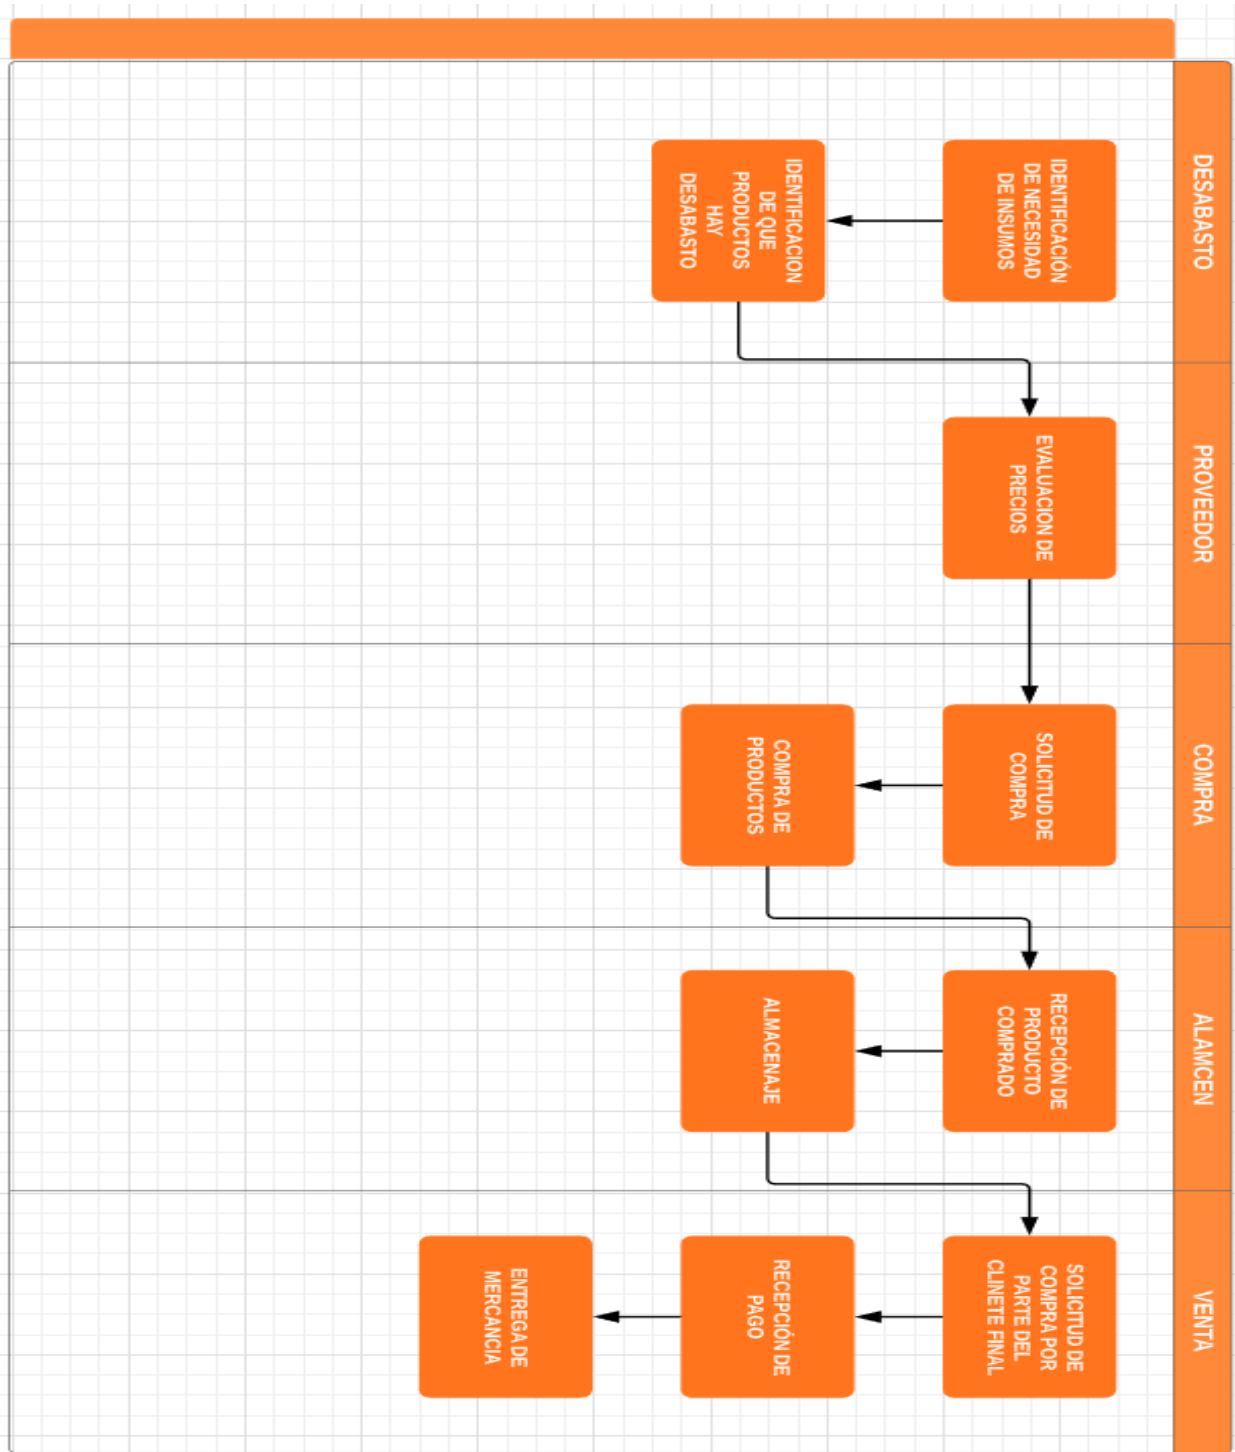 DESABASTO
IDENTIFICACIÓN
DE NECESIDAD
DE INSUMOS
IDENTIFICACION
DE QUE
PRODUCTOS
HAY
DESABASTO
PROVEEDOR
EVALUACION DE
PRECIOS
COMPRA
SOLICITUD DE
COMPRA
COMPRA DE
PRODUCTOS
ALAMCEN
RECEPCIÓN DE
PRODUCTO
COMPRADO
ALMACENAJE
VENTA
SOLICITUD DE
COMPRA POR
PARTE DEL
CLINETE FINAL
RECEPCIÓN DE
PAGO
ENTREGA DE
MERCANCIA